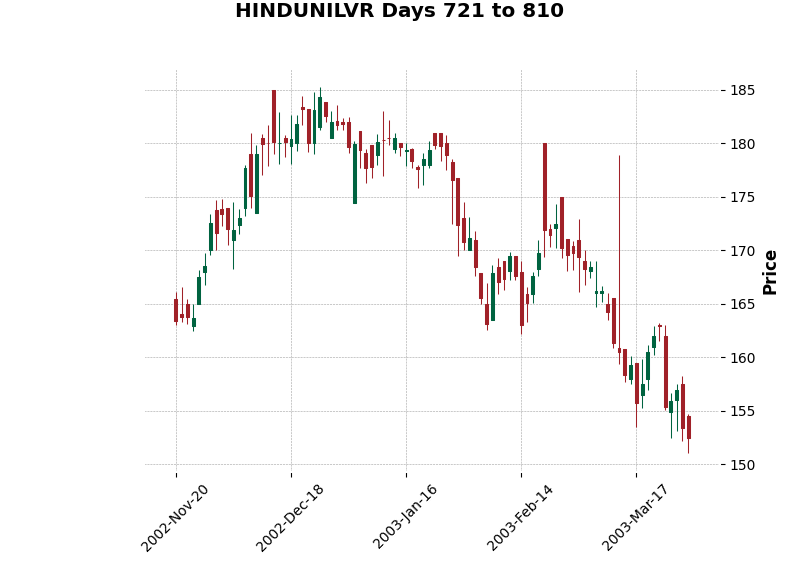 HINDUNILVR Days 721 to 810
185
180
175
170
165
160
155
150
Price
2002-Nov-20
2002-Dec-18
2003-Jan-16
2003-Feb-14
2003-Mar-17